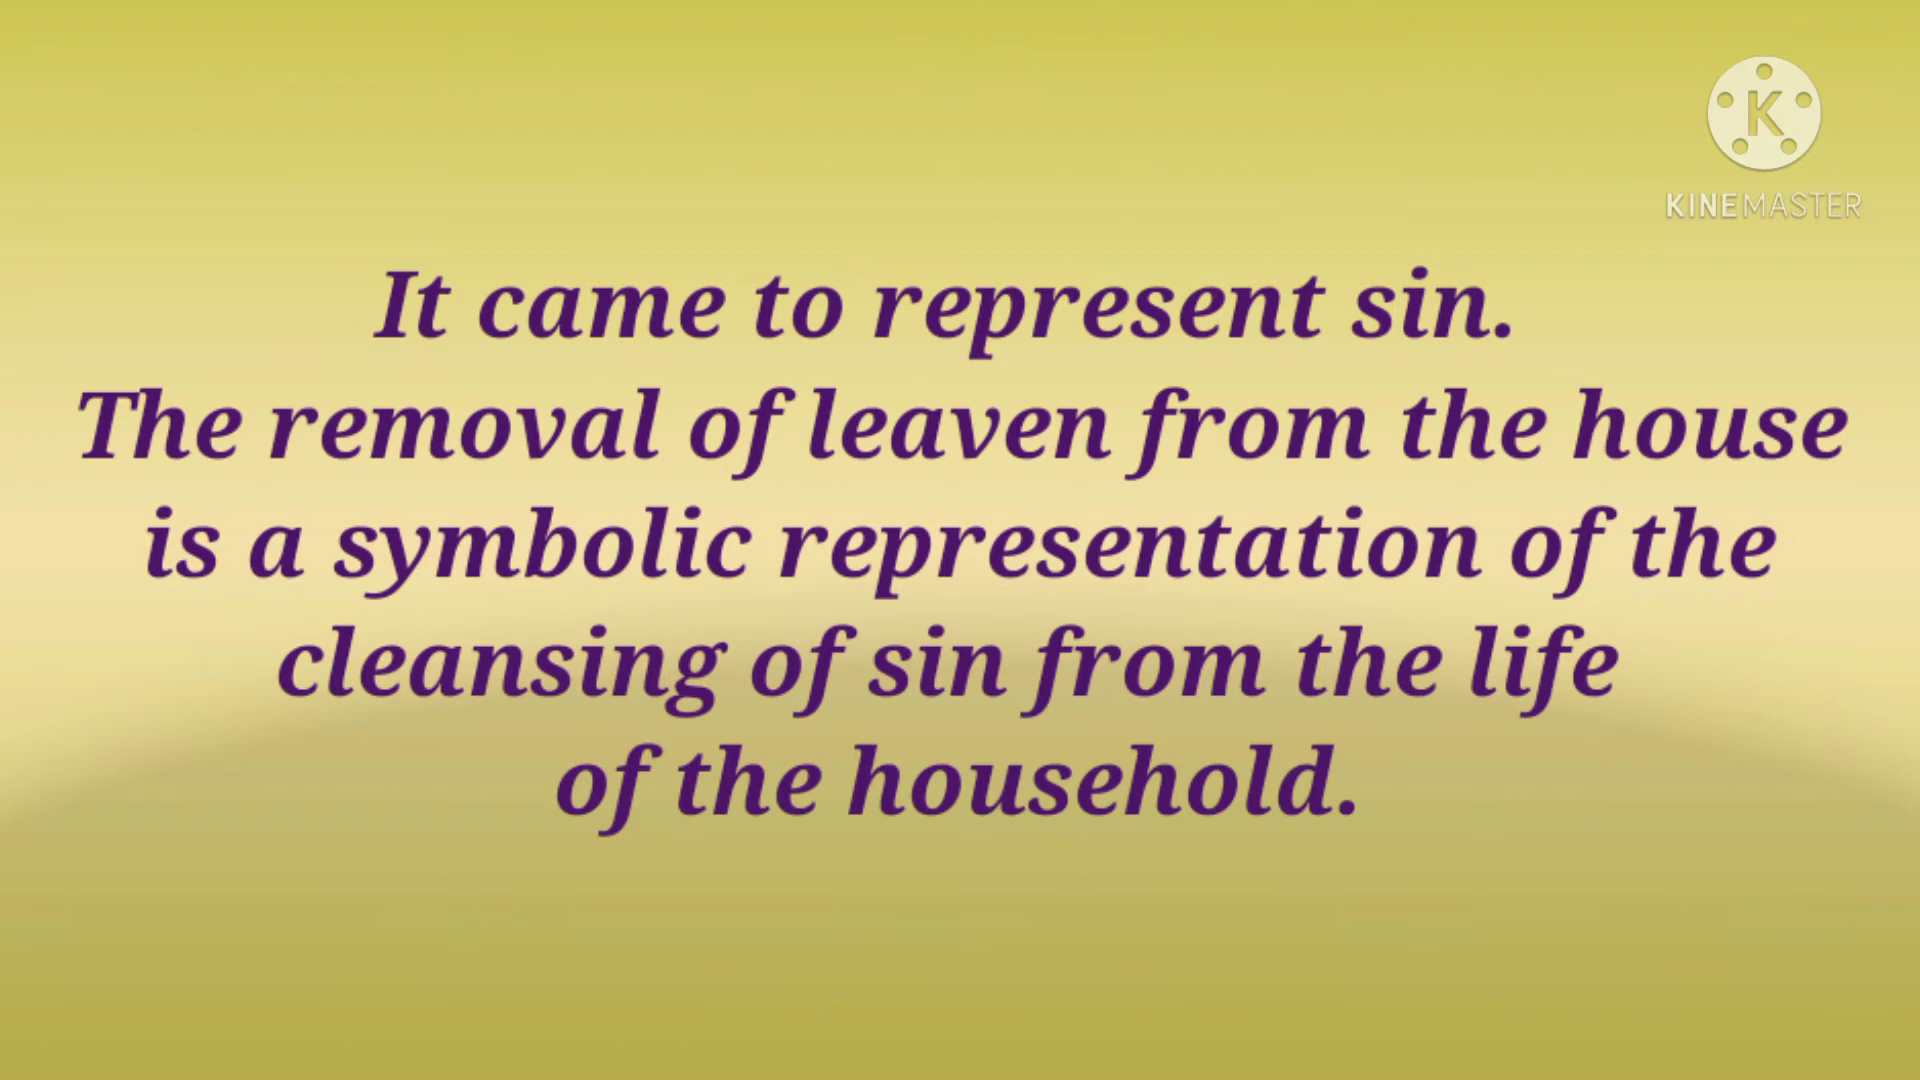 K
KINEMASTER
It came to represent sin.
The removal of leaven from the house
is a symbolic representation of the
cleansing of sin from the life
of the household.